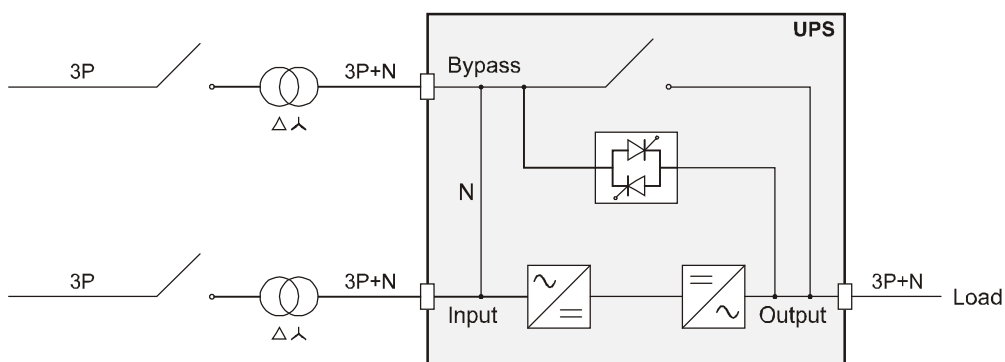 UPS
3P
3P+N
Bypass
N
3P
3P+N
Input
Output
3P+N
Load